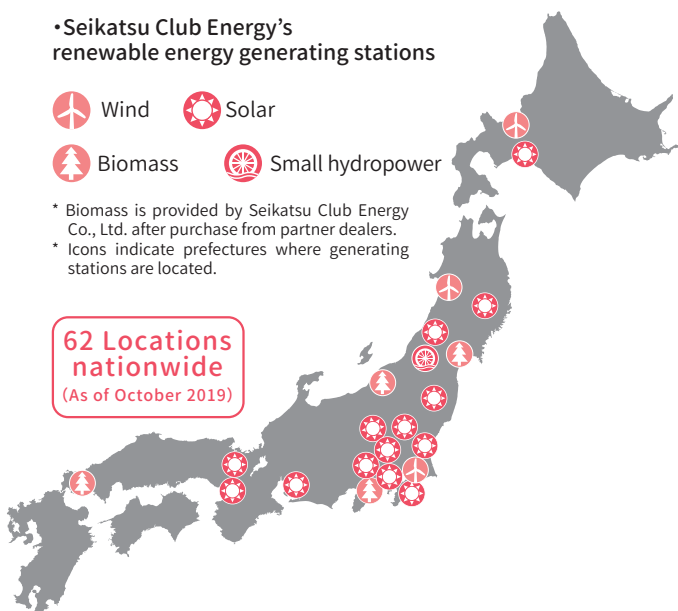 ・Seikatsu Club Energy’s
renewable energy generating stations
Wind
Solar
Biomass
Small hydropower
* Biomass is provided by Seikatsu Club Energy
Co., Ltd. after purchase from partner dealers.
* Icons indicate prefectures where generating
stations are located.
62 Locations
nationwide
(As of October 2019)